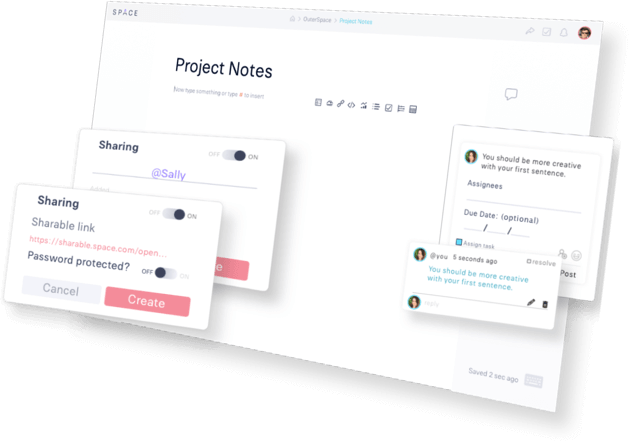 SPACE
OuterSpace > Project Notes
Project Notes
Now type something or type # to insert
Sharing
OFF ON
@Sally
Sharing
OFF ON
Sharable link
https://sharable.space.com/open...
Password protected?
OFF ON
Cancel
Create
You should be more creative
with your first sentence.
Assignees
Due Date: (optional)
/ /
Assign task
Post
@you 5 seconds ago
resolve
You should be more creative
with your first sentence.
reply
Saved 2 sec ago